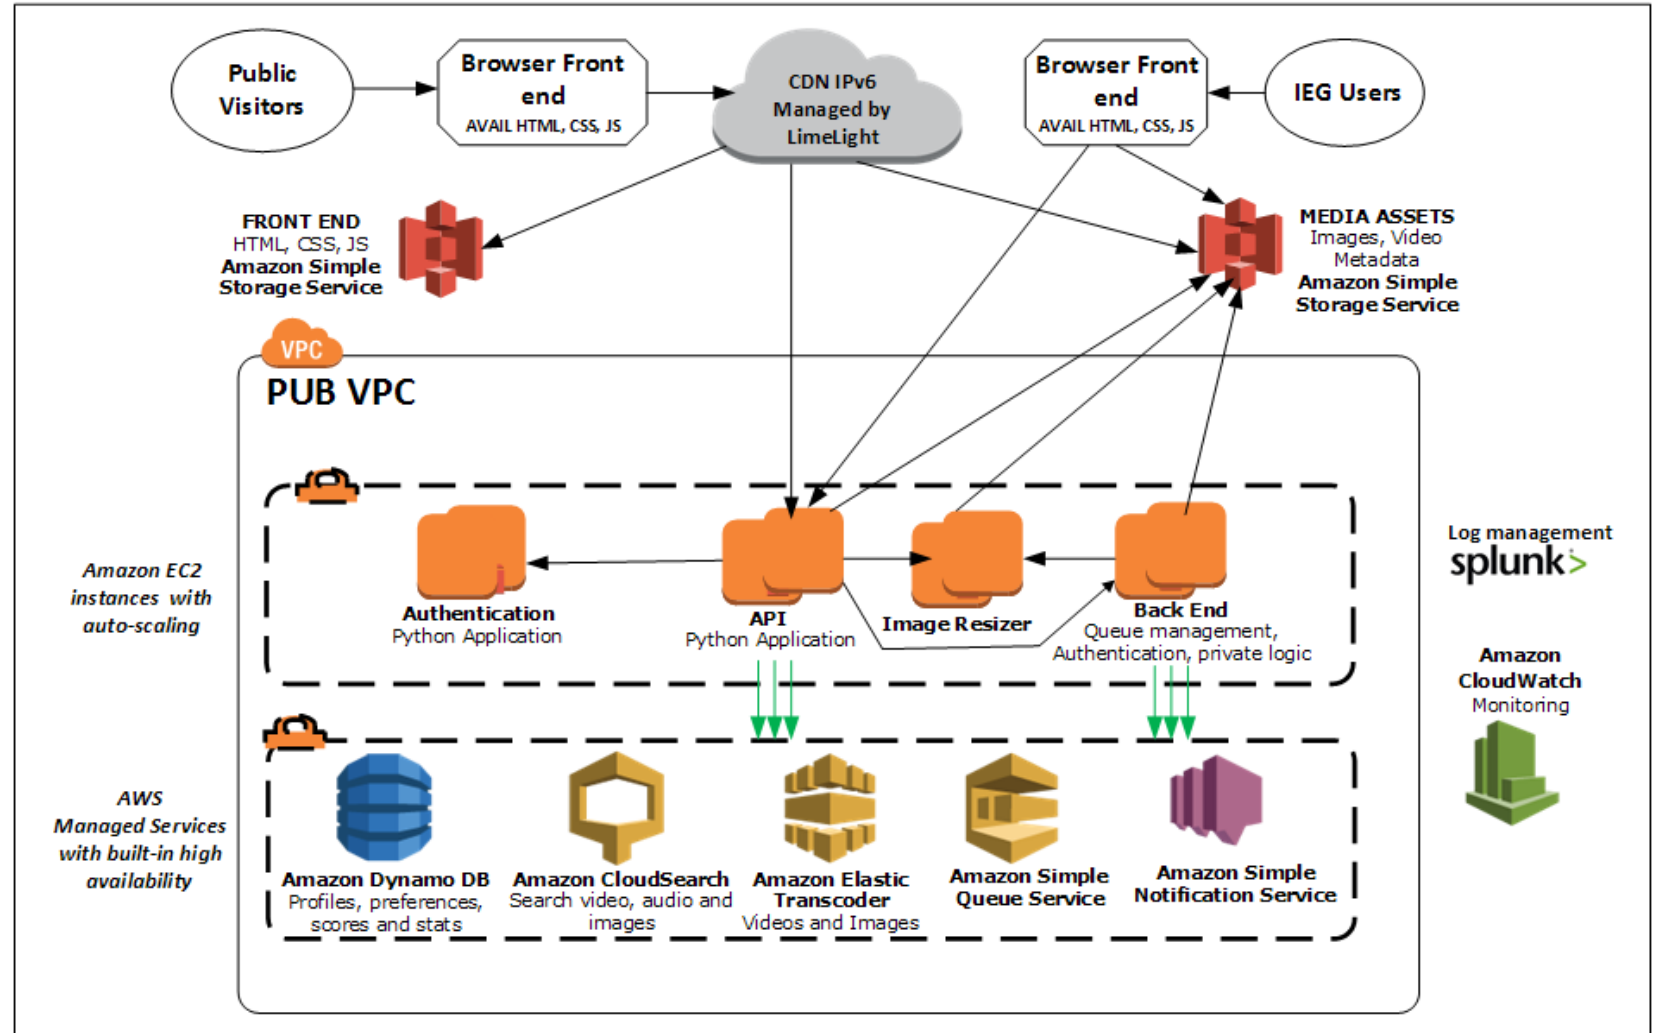 Public
Visitors
Browser Front
end
AVAIL HTML, CSS, JS
CDN IPv6
Managed by
LimeLight
Browser Front
end
AVAIL HTML, CSS, JS
IEG Users
FRONT END
HTML, CSS, JS
Amazon Simple
Storage Service
MEDIA ASSETS
Images, Video
Metadata
Amazon Simple
Storage Service
VPC
PUB VPC
Amazon EC2
instances with
auto-scaling
Authentication
Python Application
API
Python Application
Image Resizer
Back End
Queue management,
Authentication, private logic
Log management
splunk>
Amazon
CloudWatch
Monitoring
AWS
Managed Services
with built-in high
availability
Amazon Dynamo DB
Profiles, preferences,
scores and stats
Amazon CloudSearch
Search video, audio and
images
Amazon Elastic
Transcoder
Videos and Images
Amazon Simple
Queue Service
Amazon Simple
Notification Service